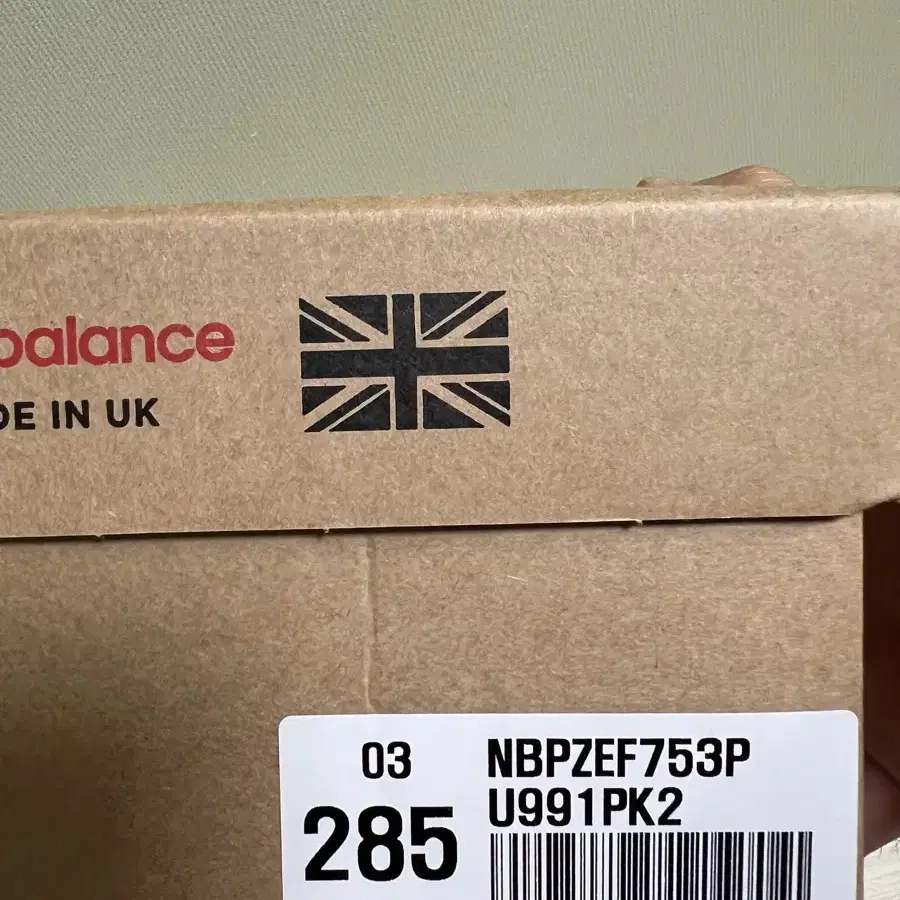 balance
DE IN UK
03
285
NBPZEF753P
U991PK2